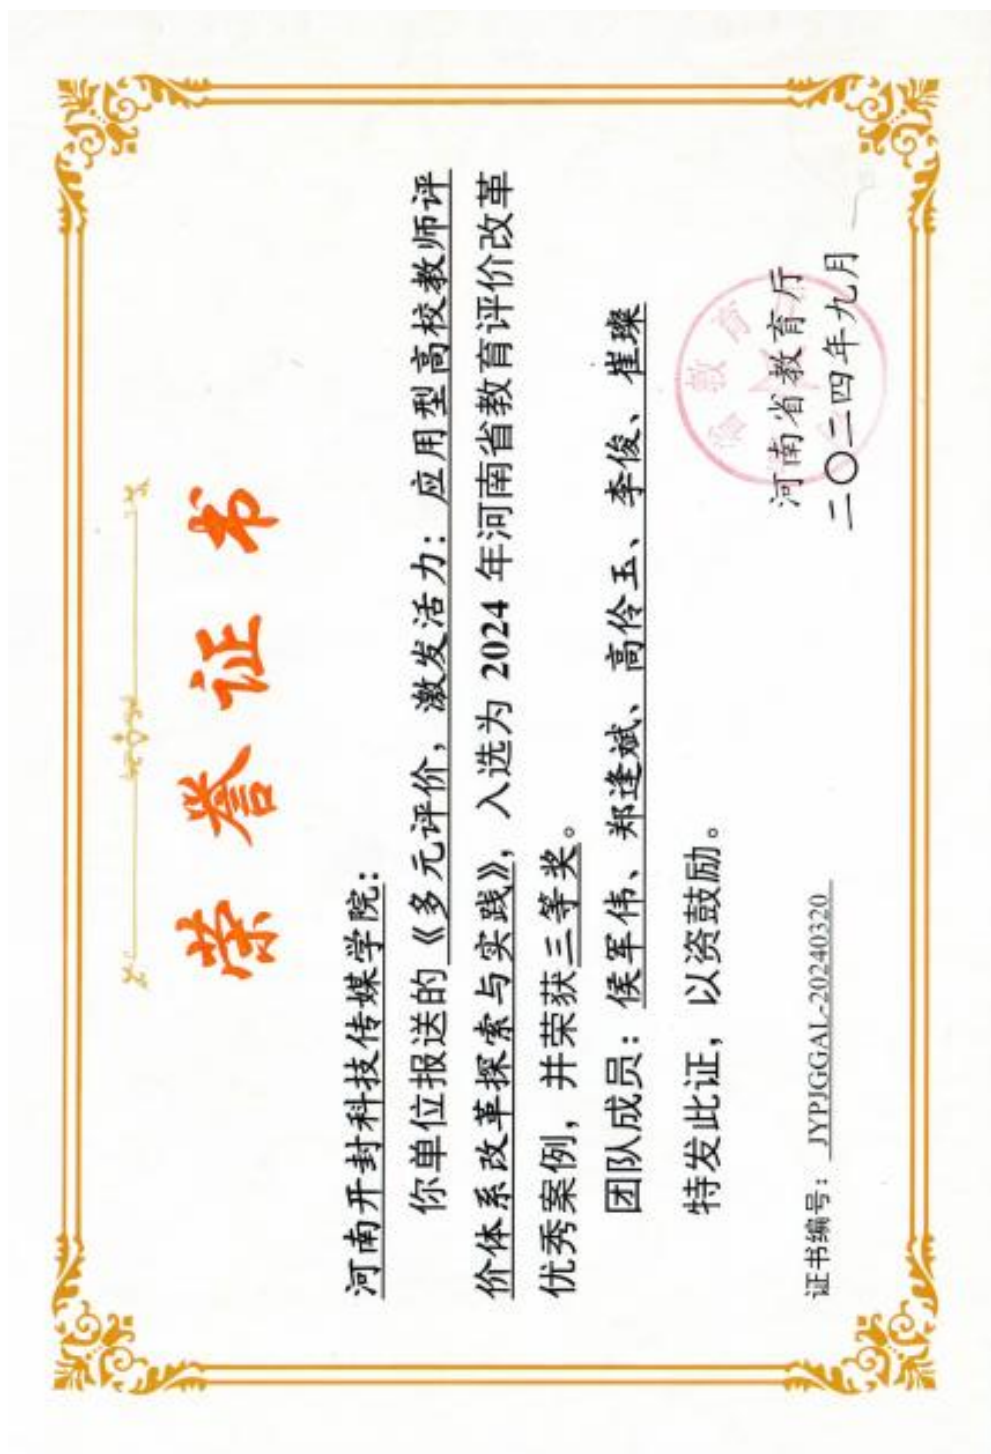 荣誉证书
河南开封科技传媒学院：
你单位报送的《多元评价，激发活力：应用型高校教师评
价体系改革探索与实践》，入选为 2024 年河南省教育评价改革
优秀案例，并荣获三等奖。
团队成员：侯军伟、郑逢斌、高伶玉、李俊、崔璨
特发此证，以资鼓励。
河南省教育厅
证书编号：JYPJGGAL-20240320
二〇二四年九月